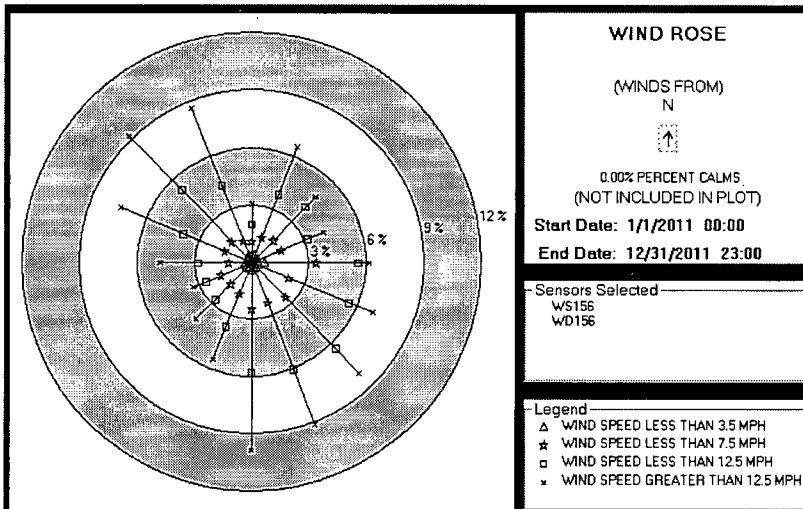 3%
6%
9%
12%
WIND ROSE
(WINDS FROM)
N
0.00% PERCENT CALMS
(NOT INCLUDED IN PLOT)
Start Date: 1/1/2011 00:00
End Date: 12/31/2011 23:00
Sensors Selected
WS156
WD156
Legend
WIND SPEED LESS THAN 3.5 MPH
WIND SPEED LESS THAN 7.5 MPH
WIND SPEED LESS THAN 12.5 MPH
WIND SPEED GREATER THAN 12.5 MPH